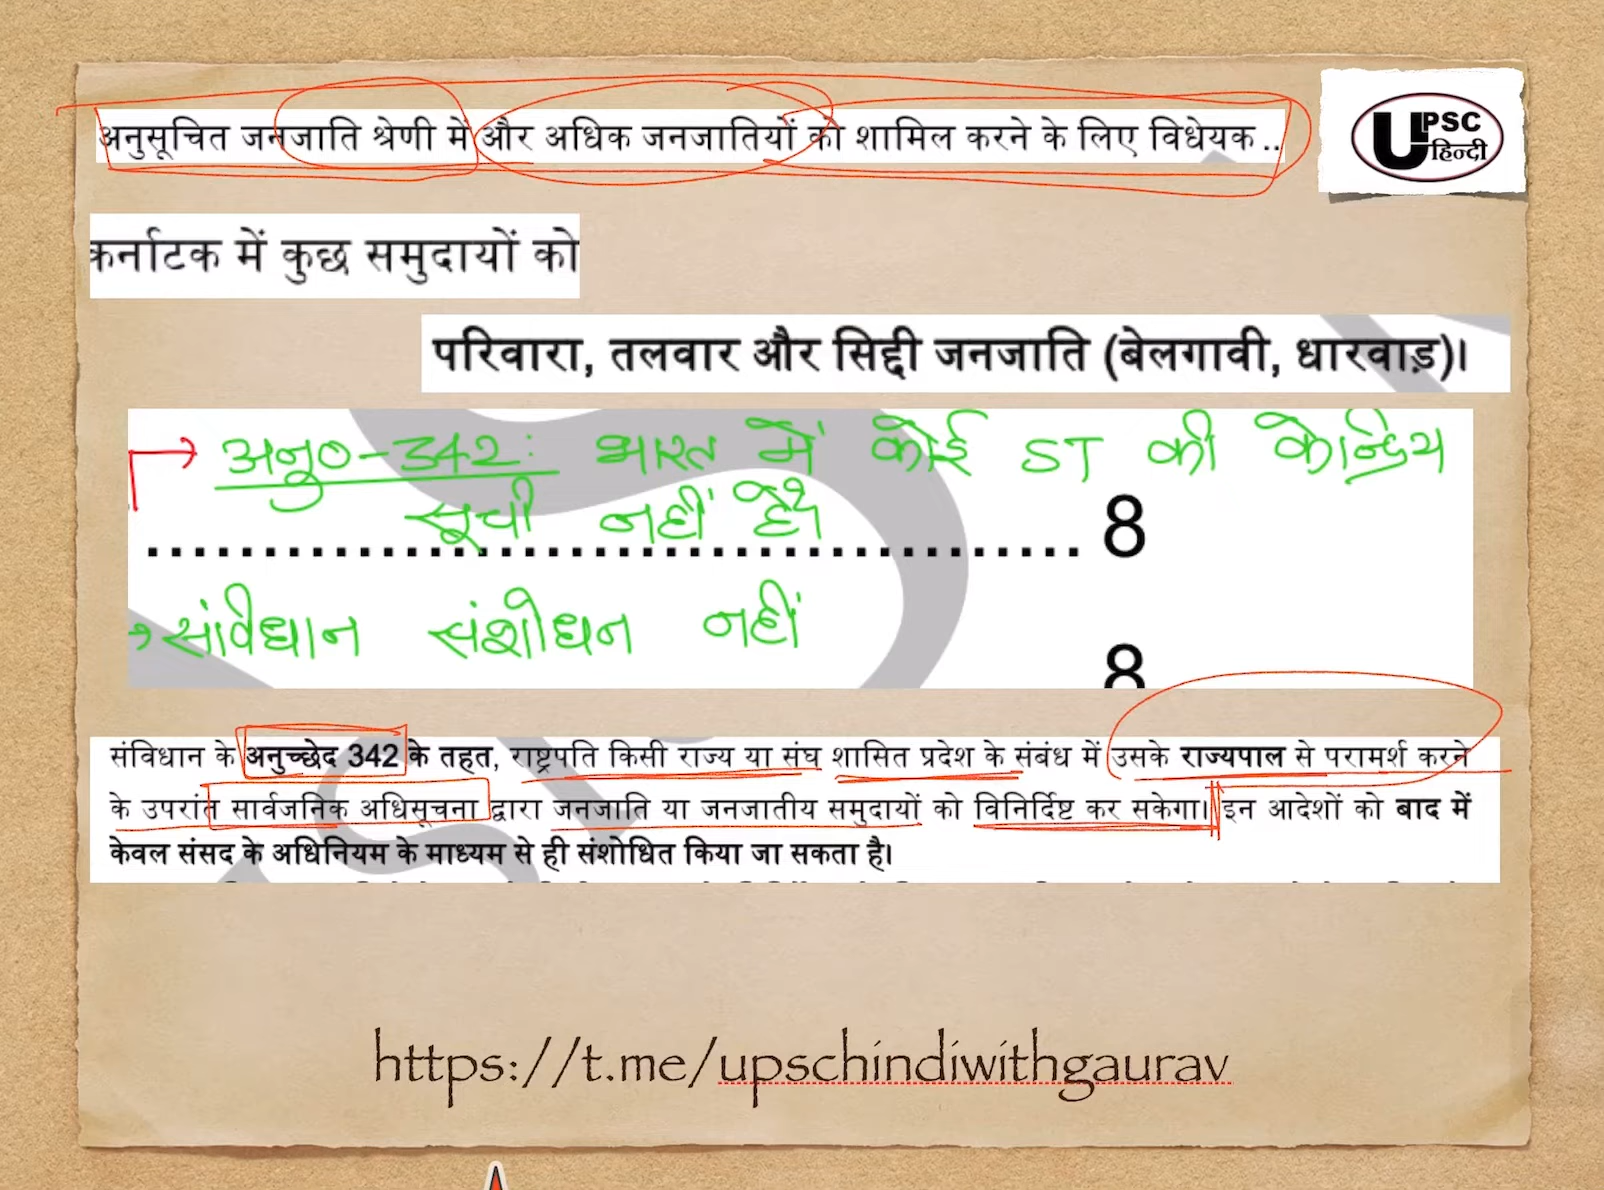 अनुसूचित जनजाति श्रेणी में और अधिक जनजातियों को शामिल करने के लिए विधेयक..
UPSC
हिन्दी
कर्नाटक में कुछ समुदायों को
परिवारा, तलवार और सिद्दी जनजाति (बेलगावी, धारवाड़)।
→ अनु०-342: भारत में कोई ST की केन्द्रिय
सूची नहीं है
........................................ 8
→ संविधान संशोधन नहीं
8
संविधान के अनुच्छेद 342 के तहत, राष्ट्रपति किसी राज्य या संघ शासित प्रदेश के संबंध में उसके राज्यपाल से परामर्श करने
के उपरांत सार्वजनिक अधिसूचना द्वारा जनजाति या जनजातीय समुदायों को विनिर्दिष्ट कर सकेगा। इन आदेशों को बाद में
केवल संसद के अधिनियम के माध्यम से ही संशोधित किया जा सकता है।
https://t.me/upschindiwithgaurav